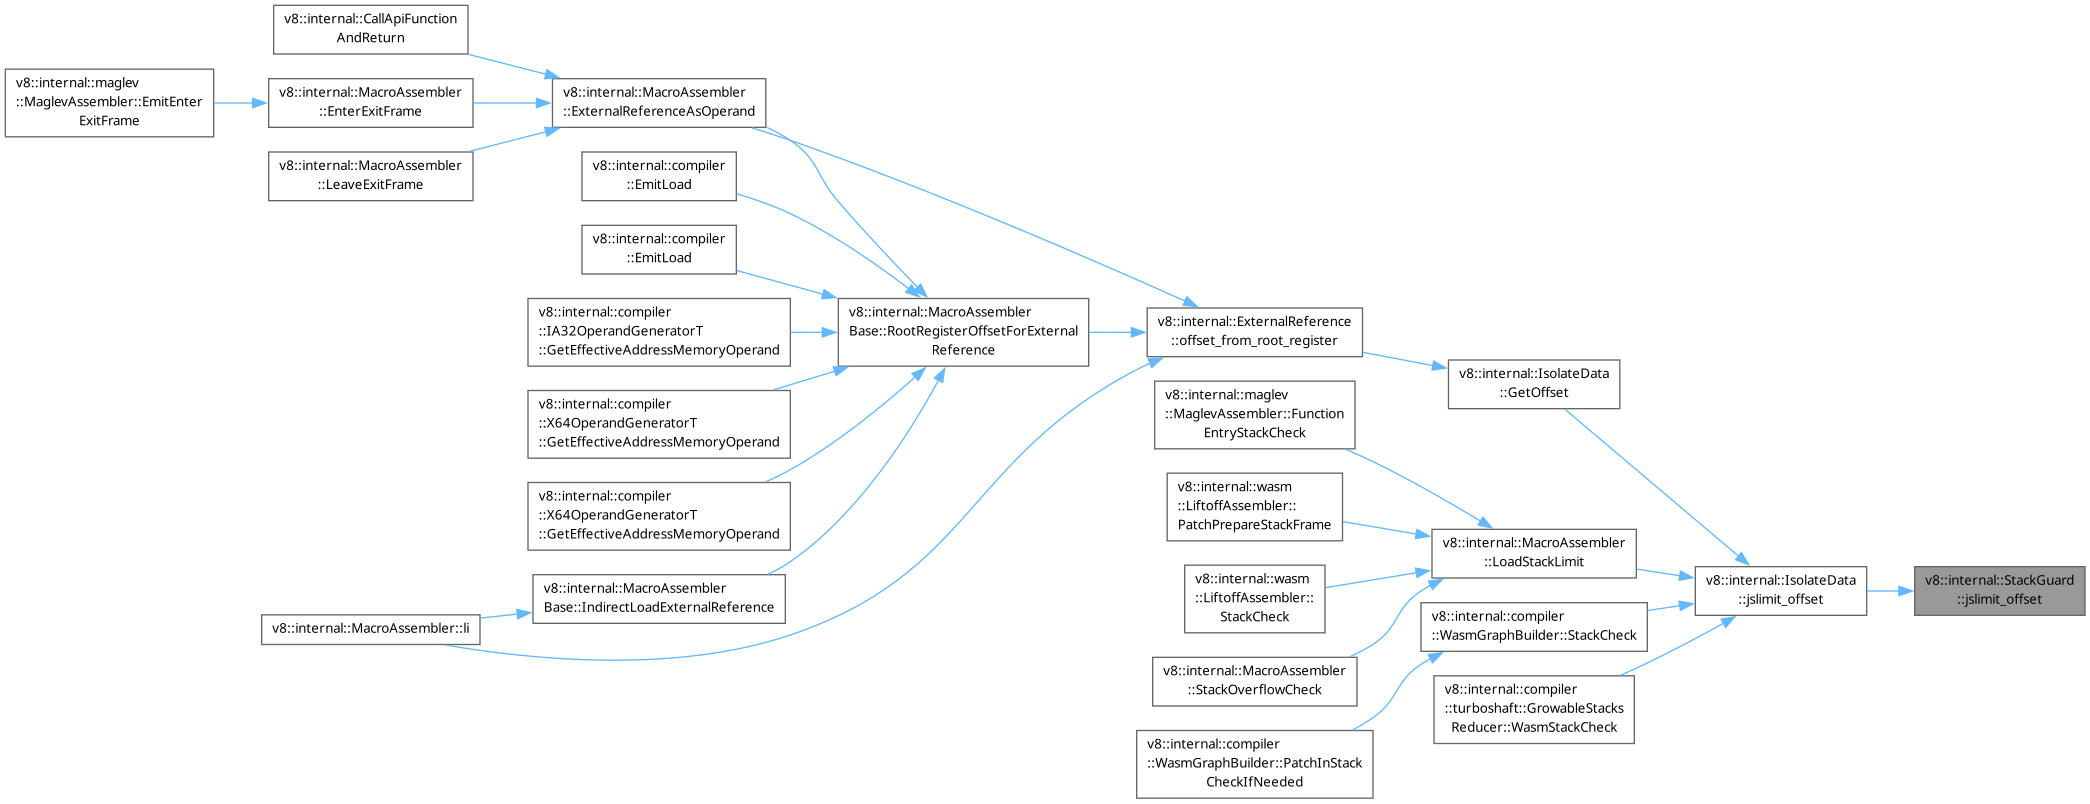 v8::internal::CallApiFunction
AndReturn
v8::internal::maglev
::MaglevAssembler::EmitEnter
ExitFrame
v8::internal::MacroAssembler
::EnterExitFrame
v8::internal::MacroAssembler
::LeaveExitFrame
v8::internal::MacroAssembler
::ExternalReferenceAsOperand
v8::internal::compiler
::EmitLoad
v8::internal::compiler
::EmitLoad
v8::internal::compiler
::IA32OperandGeneratorT
::GetEffectiveAddressMemoryOperand
v8::internal::compiler
::X64OperandGeneratorT
::GetEffectiveAddressMemoryOperand
v8::internal::compiler
::X64OperandGeneratorT
::GetEffectiveAddressMemoryOperand
v8::internal::MacroAssembler
Base::IndirectLoadExternalReference
v8::internal::MacroAssembler::li
v8::internal::MacroAssembler
Base::RootRegisterOffsetForExternal
Reference
v8::internal::ExternalReference
::offset_from_root_register
v8::internal::maglev
::MaglevAssembler::Function
EntryStackCheck
v8::internal::wasm
::LiftoffAssembler::
PatchPrepareStackFrame
v8::internal::wasm
::LiftoffAssembler::
StackCheck
v8::internal::MacroAssembler
::StackOverflowCheck
v8::internal::compiler
::WasmGraphBuilder::PatchInStack
CheckIfNeeded
v8::internal::IsolateData
::GetOffset
v8::internal::MacroAssembler
::LoadStackLimit
v8::internal::compiler
::WasmGraphBuilder::StackCheck
v8::internal::compiler
::turboshaft::GrowableStacks
Reducer::WasmStackCheck
v8::internal::IsolateData
::jslimit_offset
v8::internal::StackGuard
::jslimit_offset